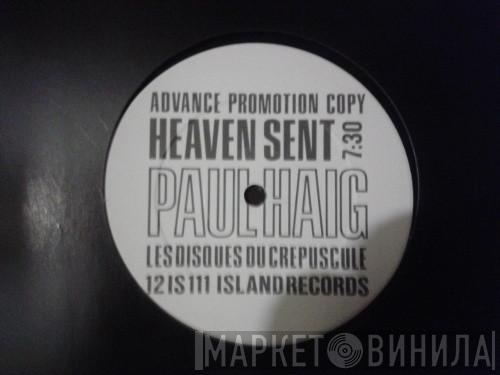 ADVANCE PROMOTION COPY
HEAVEN SENT 7:30
PAUL HAIG
LES DISQUES DU CREPUSCULE
12 IS 111 ISLAND RECORDS
МАРКЕТ ВИНИЛА